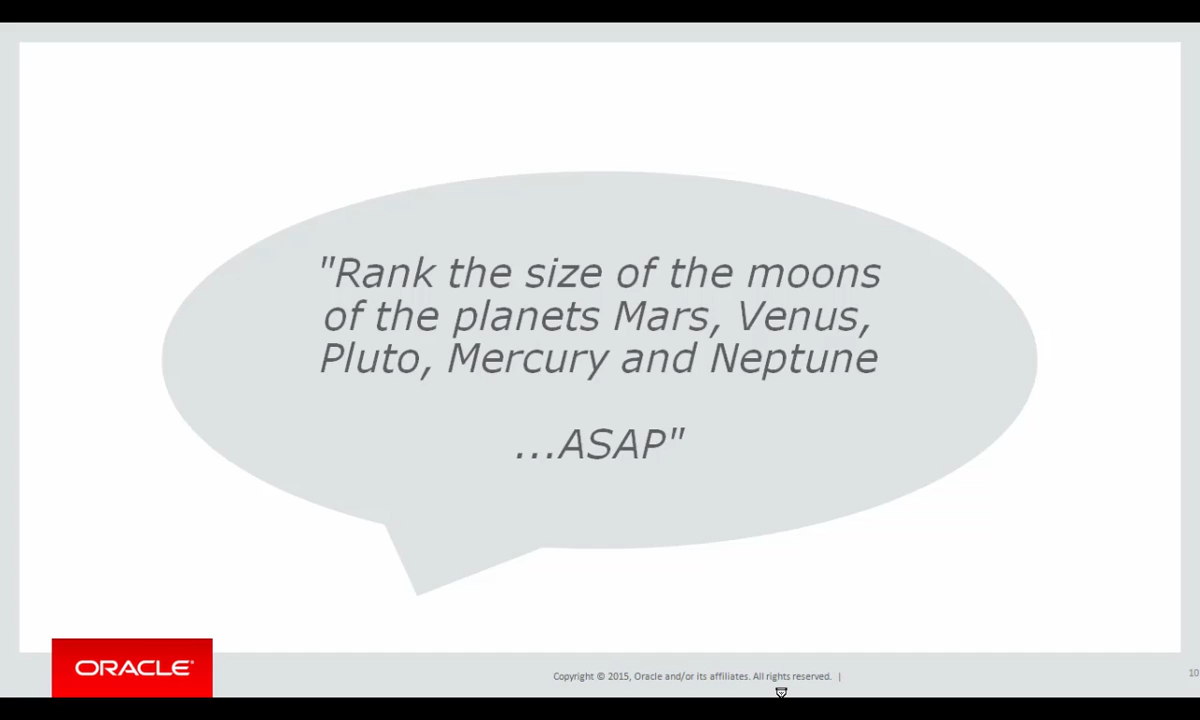 "Rank the size of the moons
of the planets Mars, Venus,
Pluto, Mercury and Neptune
...ASAP"
ORACLE®
Copyright © 2015, Oracle and/or its affiliates. All rights reserved. |
10